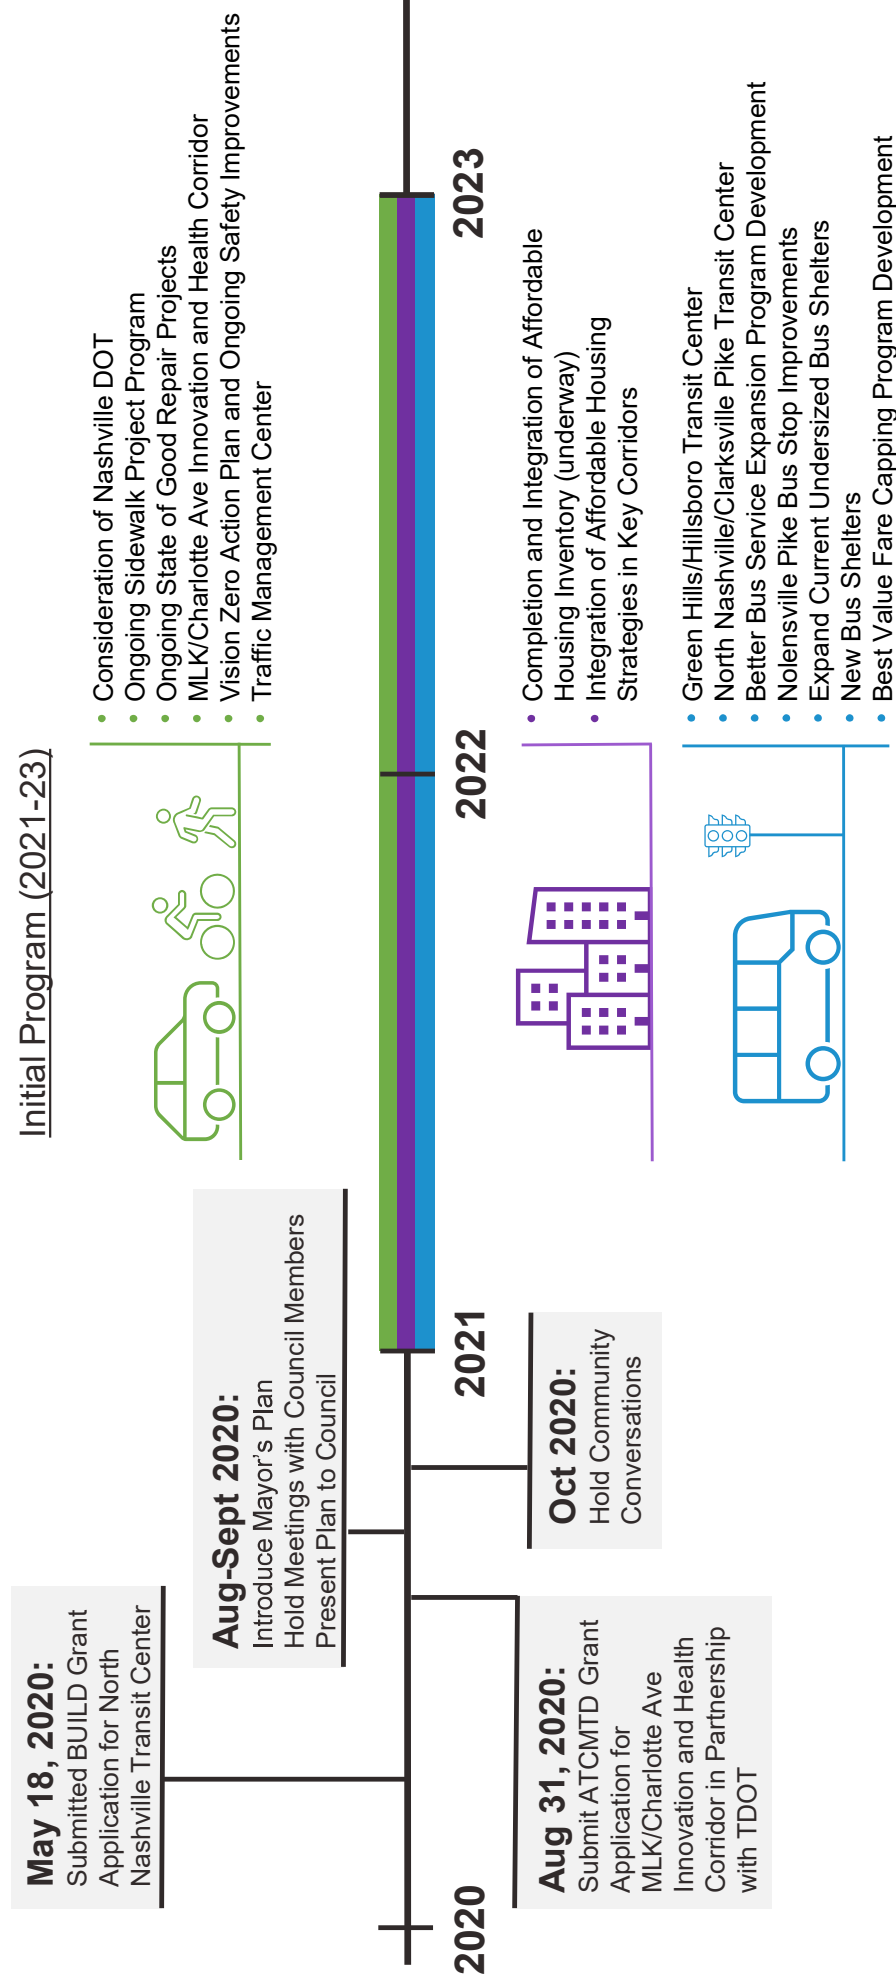 Initial Program (2021-23)
May 18, 2020:
Submitted BUILD Grant
Application for North
Nashville Transit Center
Aug-Sept 2020:
Introduce Mayor's Plan
Hold Meetings with Council Members
Present Plan to Council
• Consideration of Nashville DOT
• Ongoing Sidewalk Project Program
• Ongoing State of Good Repair Projects
• MLK/Charlotte Ave Innovation and Health Corridor
• Vision Zero Action Plan and Ongoing Safety Improvements
• Traffic Management Center
2020
2021
2022
2023
Aug 31, 2020:
Submit ATCMTD Grant
Application for
MLK/Charlotte Ave
Innovation and Health
Corridor in Partnership
with TDOT
Oct 2020:
Hold Community
Conversations
• Completion and Integration of Affordable
Housing Inventory (underway)
• Integration of Affordable Housing
Strategies in Key Corridors
• Green Hills/Hillsboro Transit Center
• North Nashville/Clarksville Pike Transit Center
• Better Bus Service Expansion Program Development
• Nolensville Pike Bus Stop Improvements
• Expand Current Undersized Bus Shelters
• New Bus Shelters
• Best Value Fare Capping Program Development